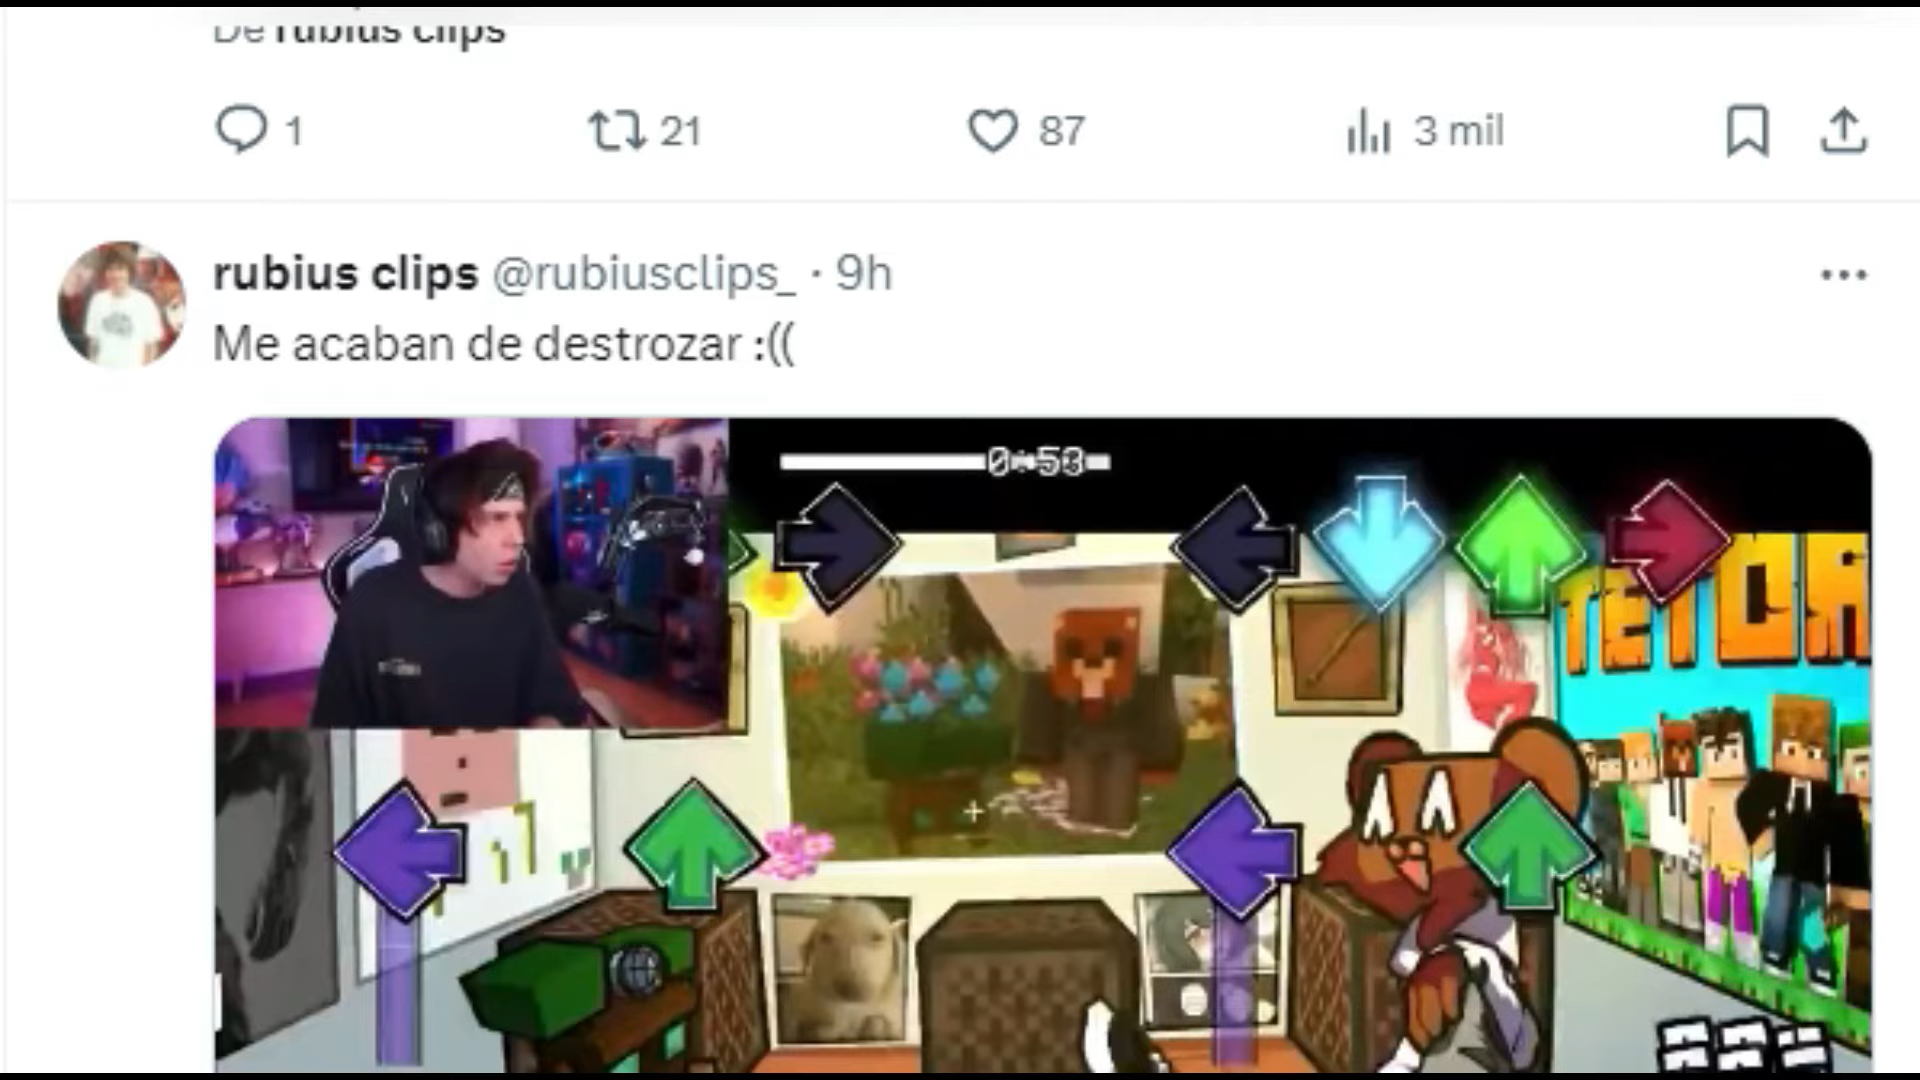 De rubius clips
1 21 87 3 mil
rubius clips @rubiusclips_ · 9h
Me acaban de destrozar :((
0:53